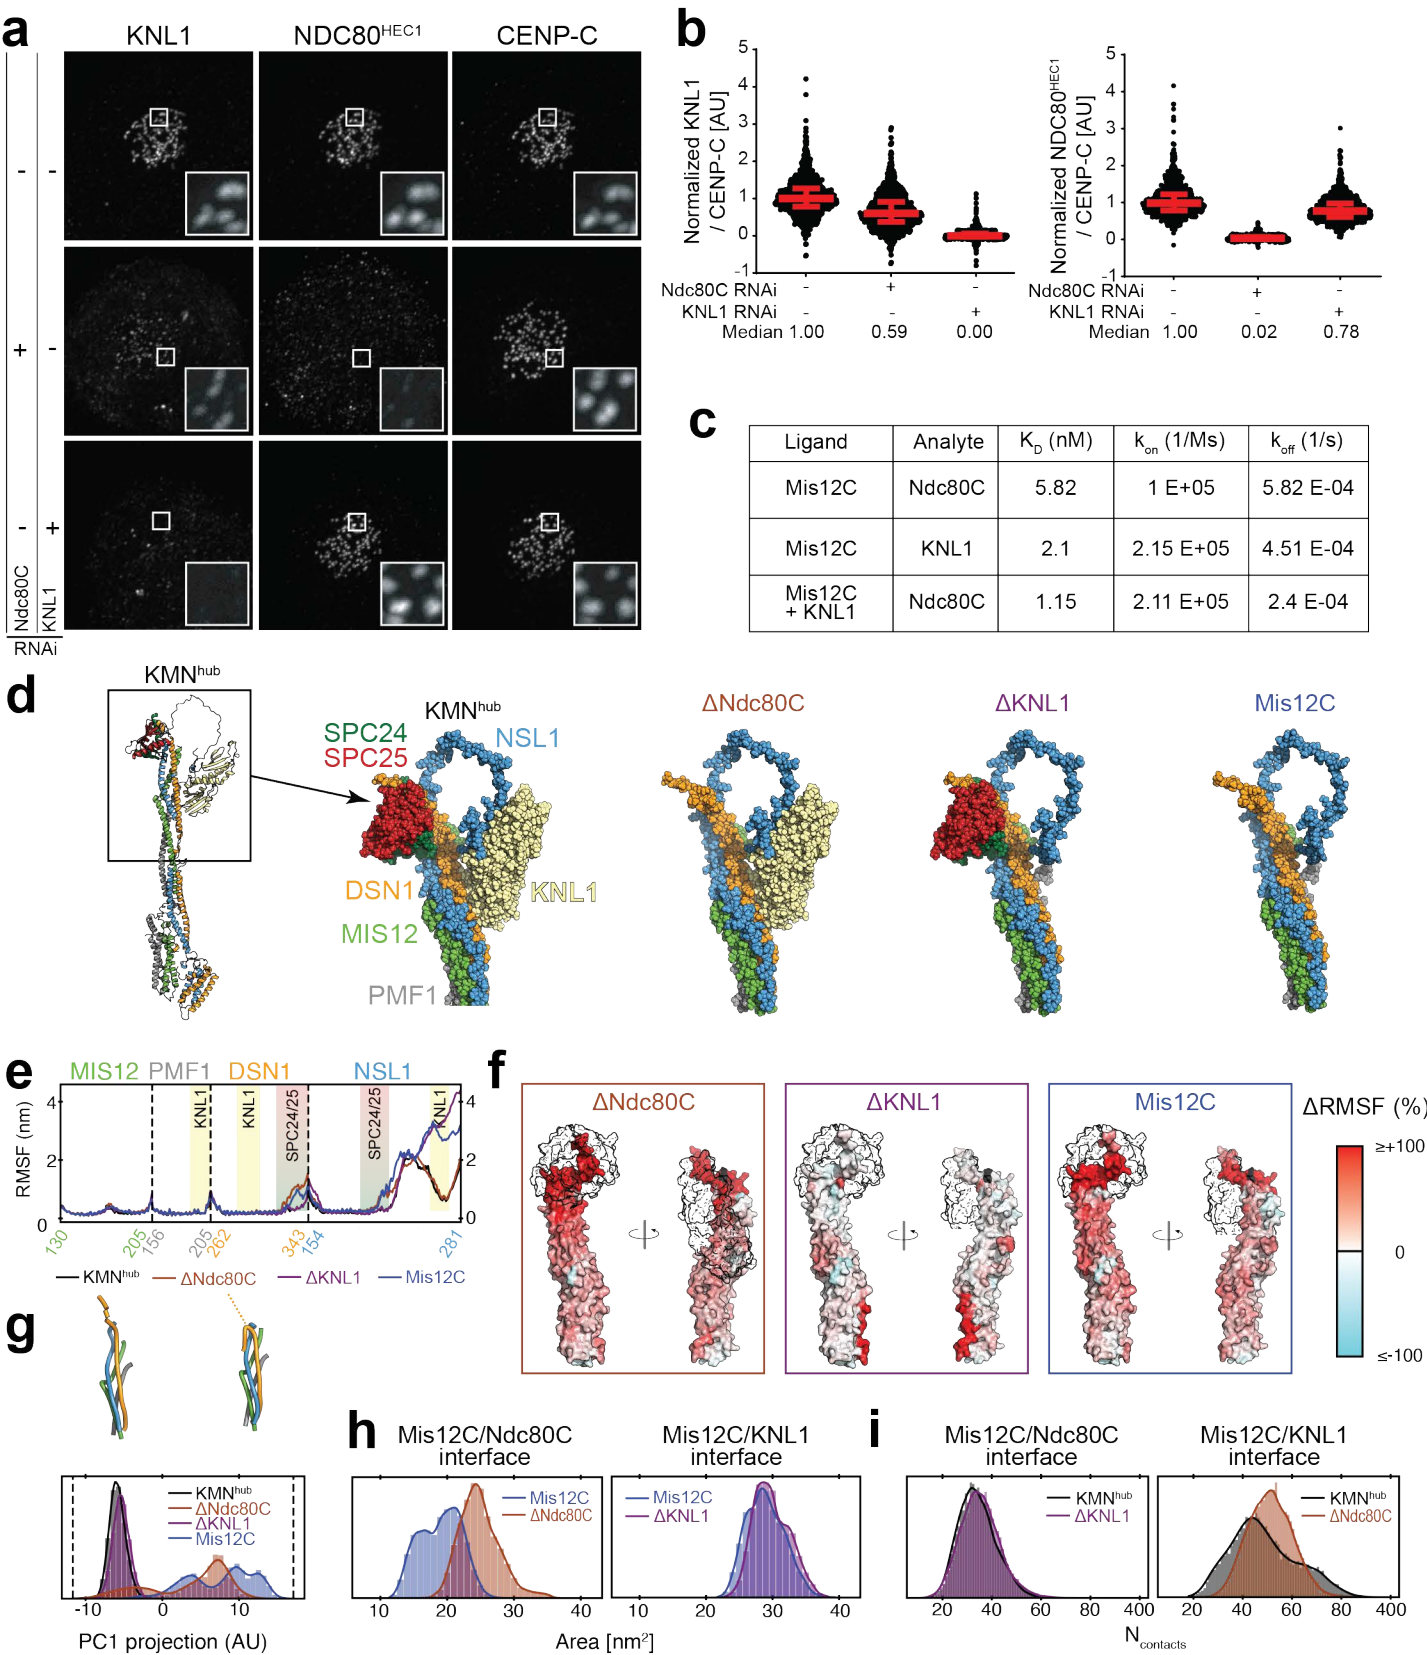 a
KNL1 NDC80HEC1 CENP-C
- -
+ -
- +
Ndc80C
KNL1
RNAi
b
Normalized KNL1
/ CENP-C [AU]
5
4
3
2
1
0
-1
Ndc80C RNAi - + -
KNL1 RNAi - - +
Median 1.00 0.59 0.00
Normalized NDC80HEC1
/ CENP-C [AU]
5
4
3
2
1
0
-1
Ndc80C RNAi - + -
KNL1 RNAi - - +
Median 1.00 0.02 0.78
c
Ligand Analyte KD (nM) kon (1/Ms) koff (1/s)
Mis12C Ndc80C 5.82 1 E+05 5.82 E-04
Mis12C KNL1 2.1 2.15 E+05 4.51 E-04
Mis12C
+ KNL1 Ndc80C 1.15 2.11 E+05 2.4 E-04
d
KMNhub
KMNhub
SPC24
SPC25
NSL1
DSN1
KNL1
MIS12
PMF1
ΔNdc80C
ΔKNL1
Mis12C
e
MIS12 PMF1 DSN1 NSL1
RMSF (nm)
4
2
0
KNL1
KNL1
SPC24/25
SPC24/25
KNL1
4
2
0
130 205 156 205 262 343 154 281
KMNhub ΔNdc80C ΔKNL1 Mis12C
f
ΔNdc80C
ΔKNL1
Mis12C
ΔRMSF (%)
≥+100
0
≤-100
g
KMNhub
ΔNdc80C
ΔKNL1
Mis12C
-10 0 10
PC1 projection (AU)
h
Mis12C/Ndc80C
interface
Mis12C
ΔNdc80C
10 20 30 40
Mis12C/KNL1
interface
Mis12C
ΔKNL1
10 20 30 40
Area [nm2]
i
Mis12C/Ndc80C
interface
KMNhub
ΔKNL1
20 40 60 80 400
Mis12C/KNL1
interface
KMNhub
ΔNdc80C
20 40 60 80 400
Ncontacts